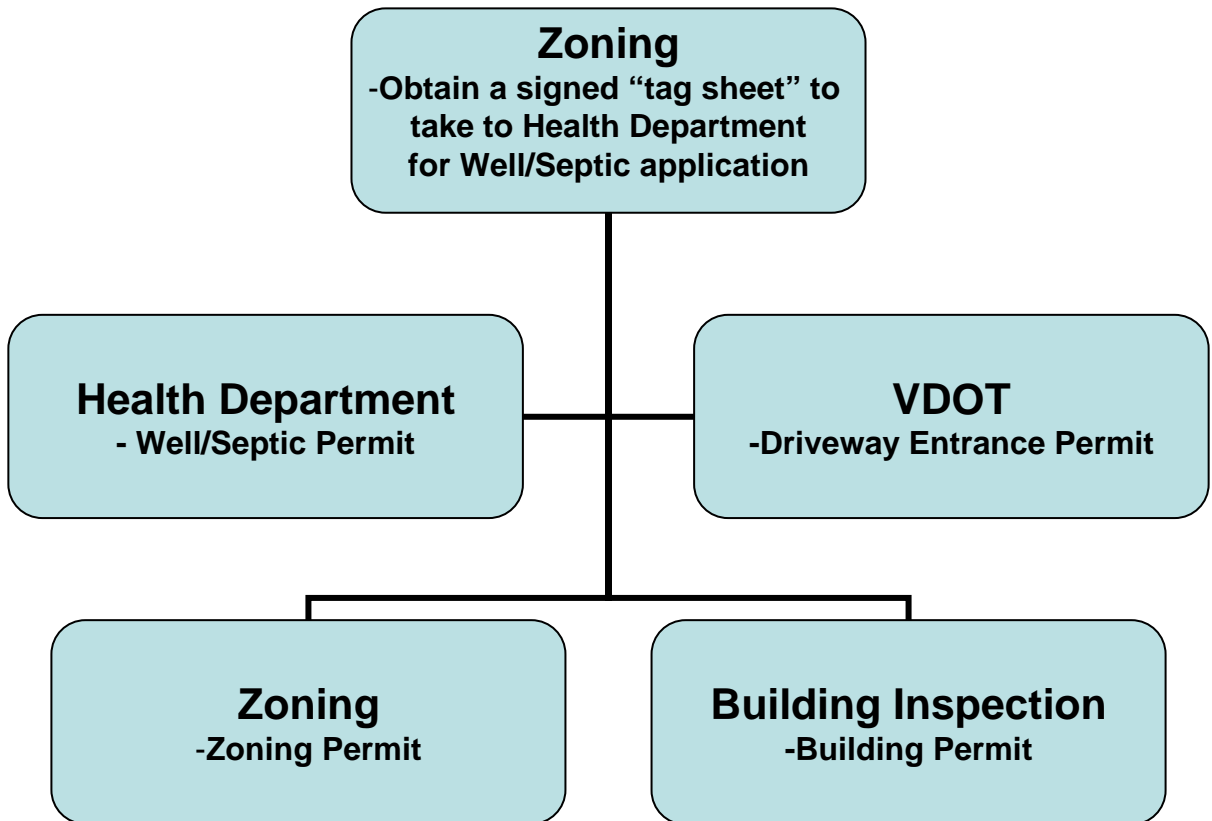 Zoning
-Obtain a signed “tag sheet” to
take to Health Department
for Well/Septic application
Health Department
- Well/Septic Permit
VDOT
-Driveway Entrance Permit
Zoning
-Zoning Permit
Building Inspection
-Building Permit